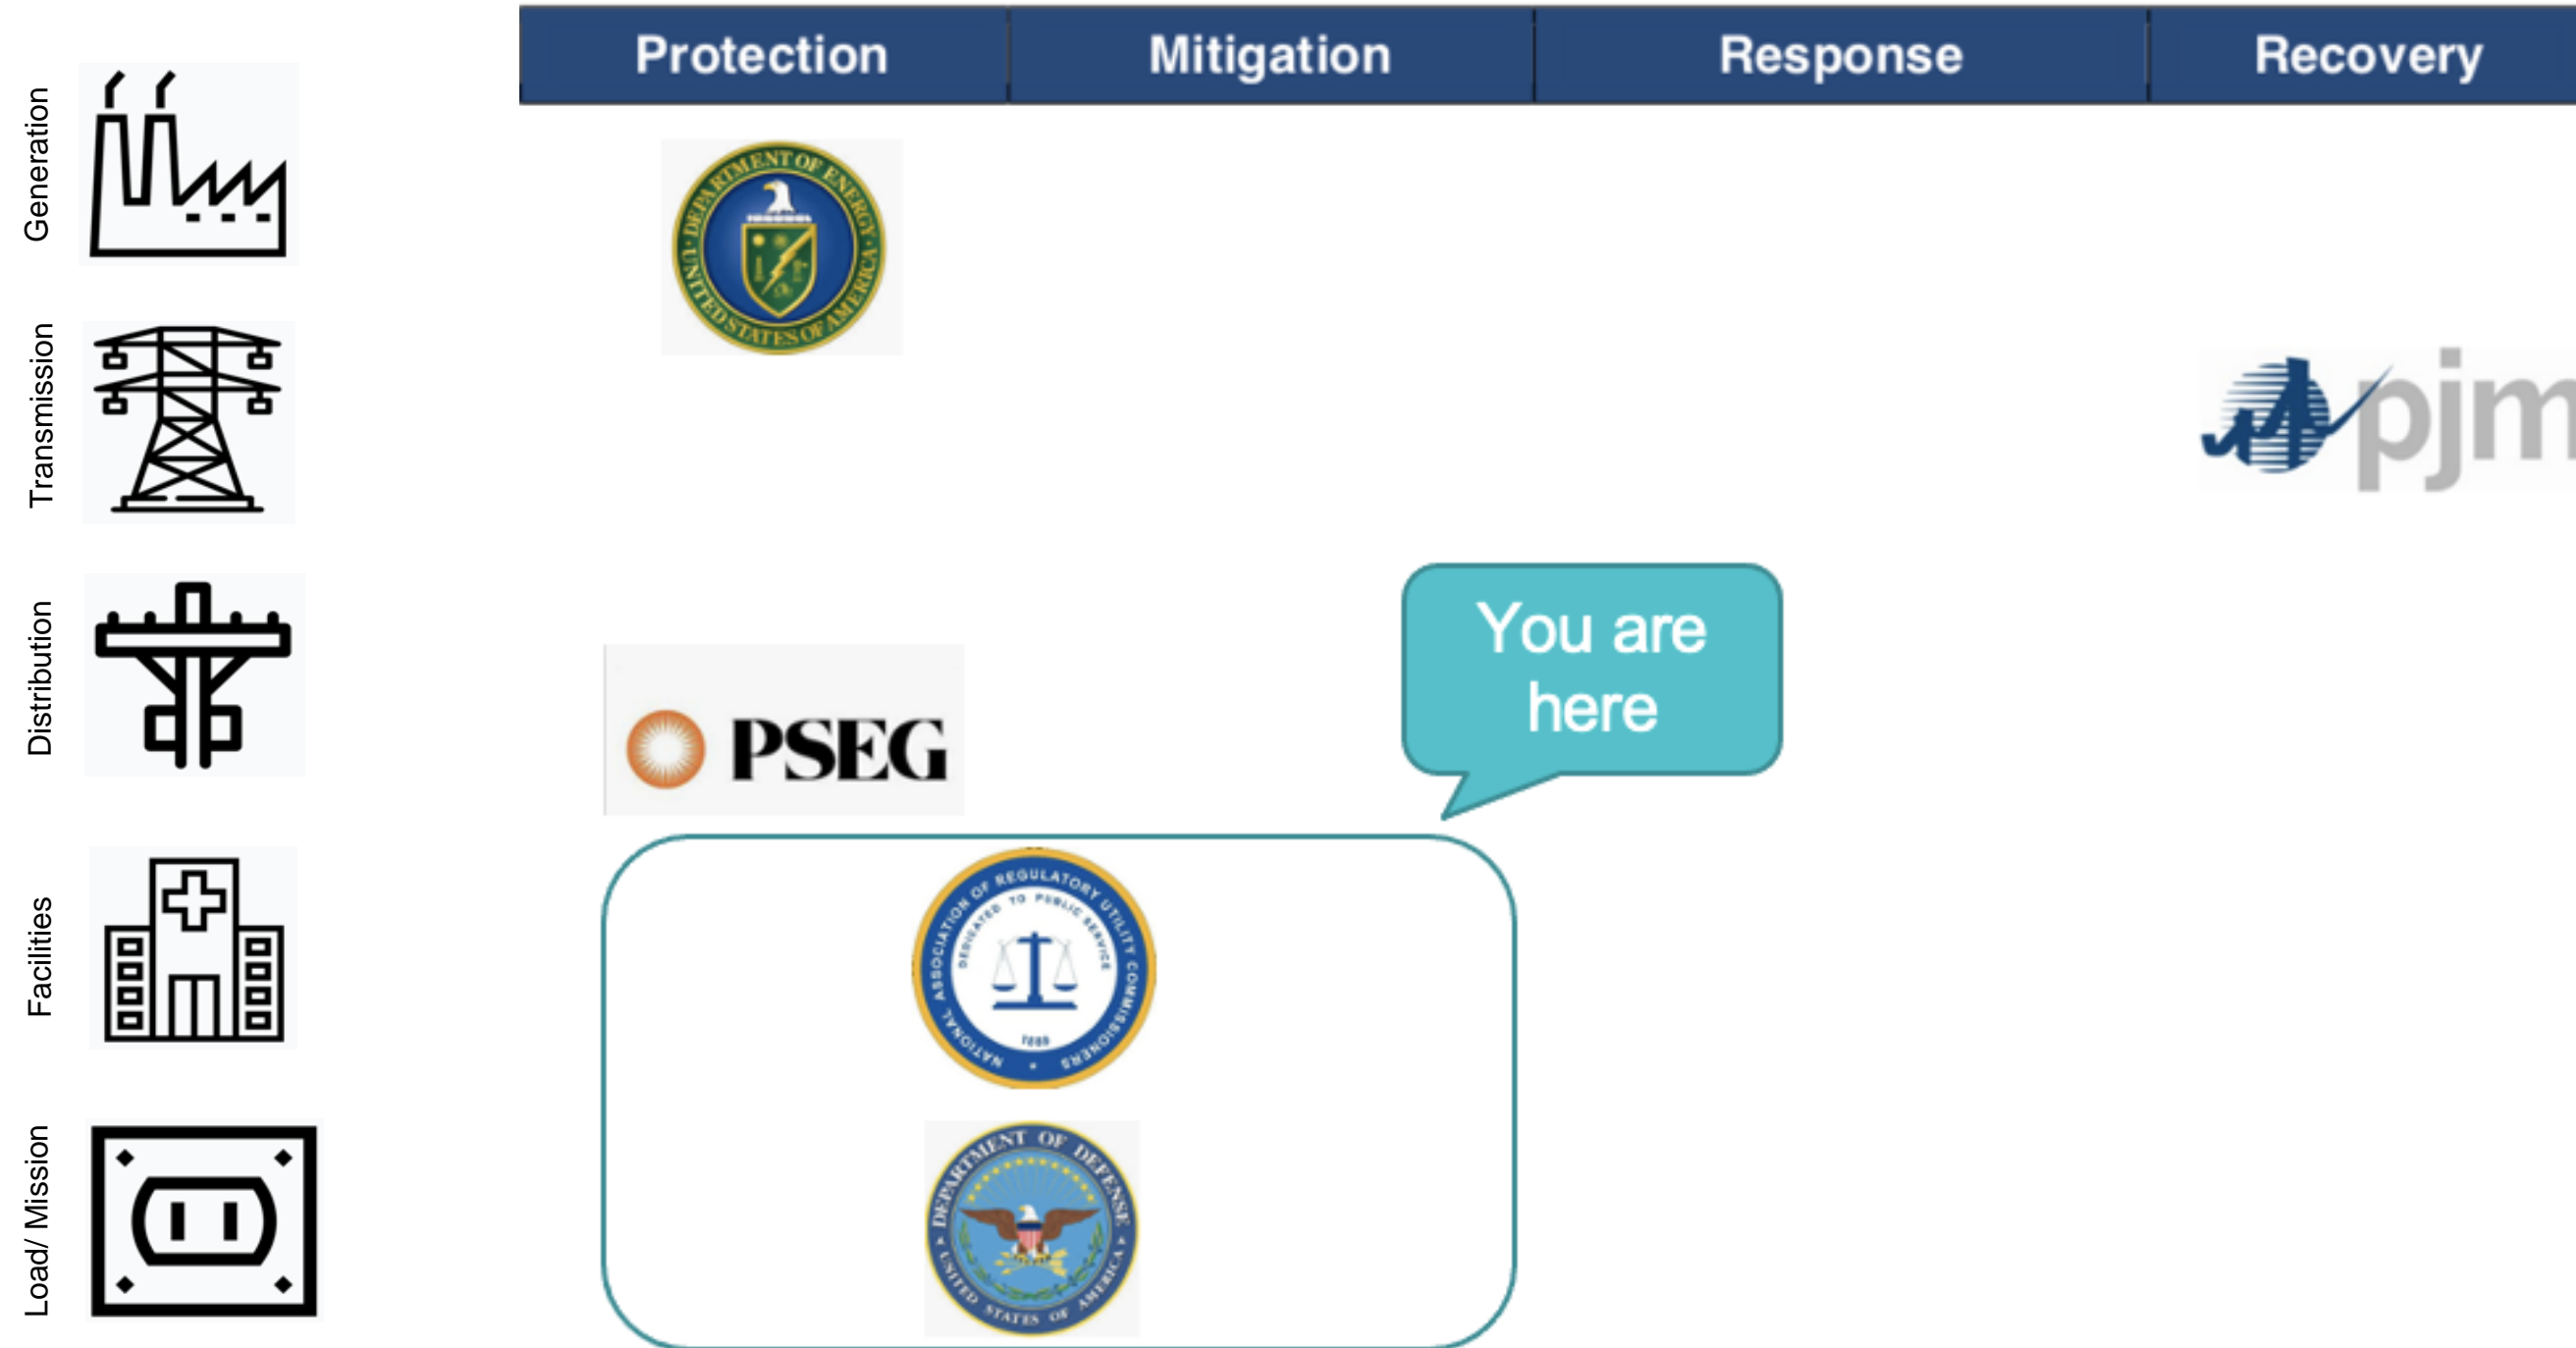 Protection Mitigation Response Recovery
Generation
DEPARTMENT OF ENERGY
UNITED STATES OF AMERICA
Transmission
pjm
You are
here
Distribution
PSEG
Facilities
NATIONAL ASSOCIATION OF REGULATORY UTILITY COMMISSIONERS
DEDICATED TO PUBLIC SERVICE
1889
Load/ Mission
DEPARTMENT OF DEFENSE
UNITED STATES OF AMERICA